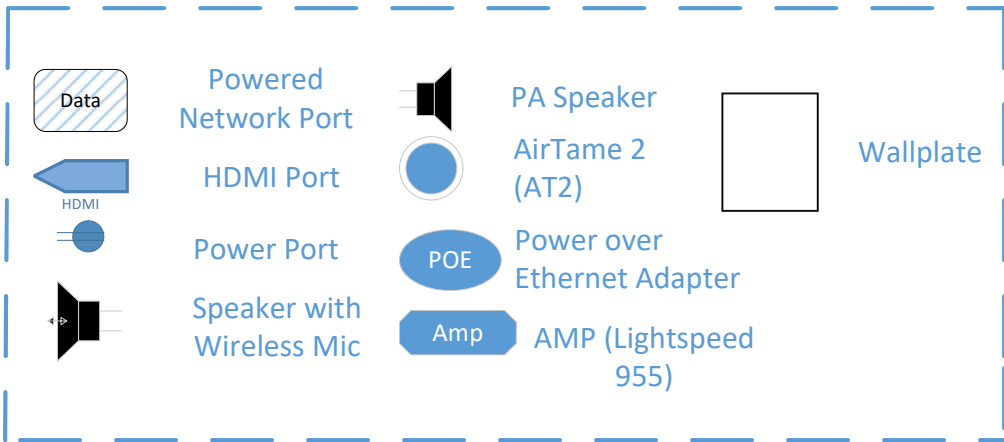 Data
Powered
Network Port
HDMI
HDMI Port
Power Port
Speaker with
Wireless Mic
PA Speaker
AirTame 2
(AT2)
POE
Power over
Ethernet Adapter
Amp
AMP (Lightspeed
955)
Wallplate